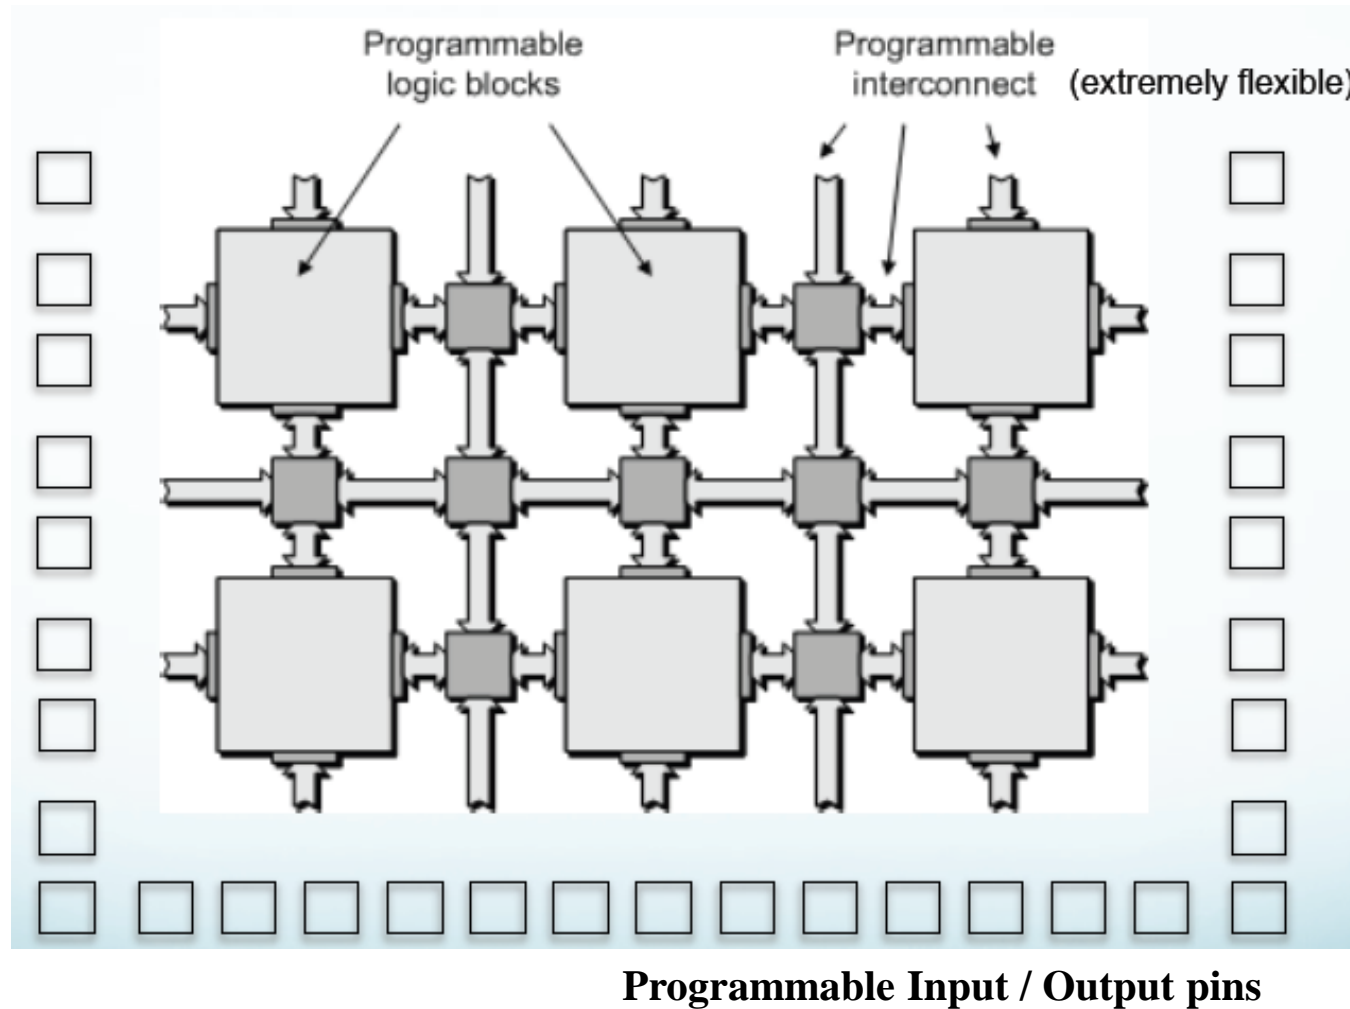 Programmable
logic blocks
Programmable
interconnect (extremely flexible)
Programmable Input / Output pins